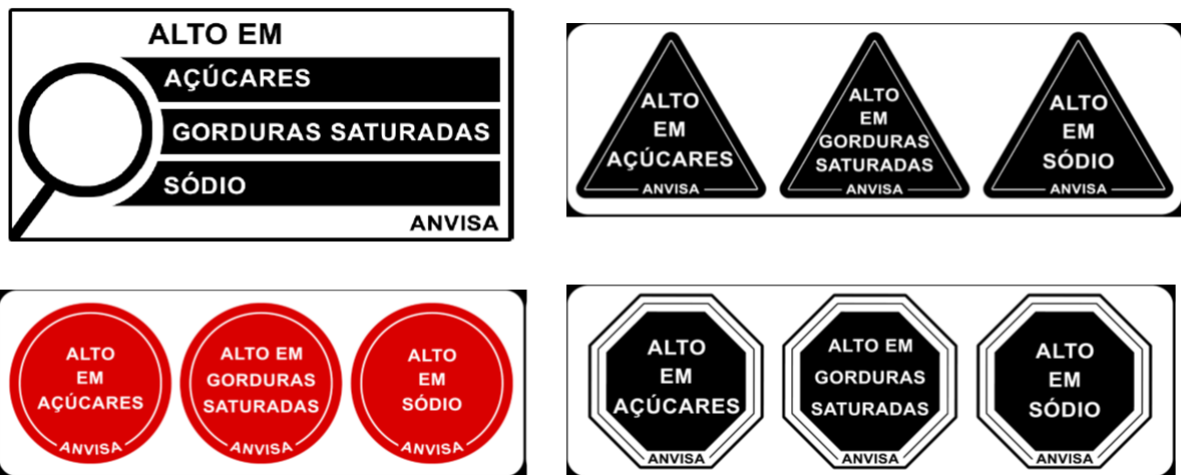 ALTO EM
AÇÚCARES
GORDURAS SATURADAS
SÓDIO
ANVISA
ALTO
EM
AÇÚCARES
ANVISA
ALTO
EM
GORDURAS
SATURADAS
ANVISA
ALTO
EM
SÓDIO
ANVISA
ALTO
EM
AÇÚCARES
ANVISA
ALTO EM
GORDURAS
SATURADAS
ANVISA
ALTO
EM
SÓDIO
ANVISA
ALTO
EM
AÇÚCARES
ANVISA
ALTO EM
GORDURAS
SATURADAS
ANVISA
ALTO
EM
SÓDIO
ANVISA